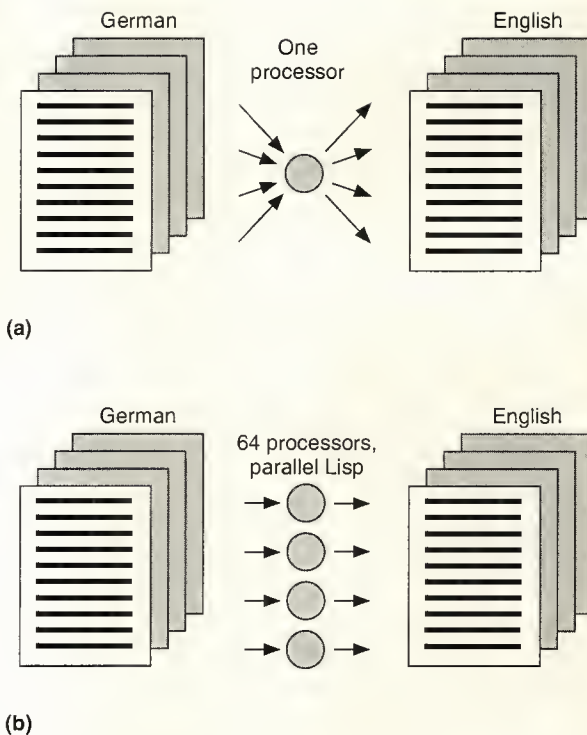 German
English
One
processor
(a)
German
English
64 processors,
parallel Lisp
(b)